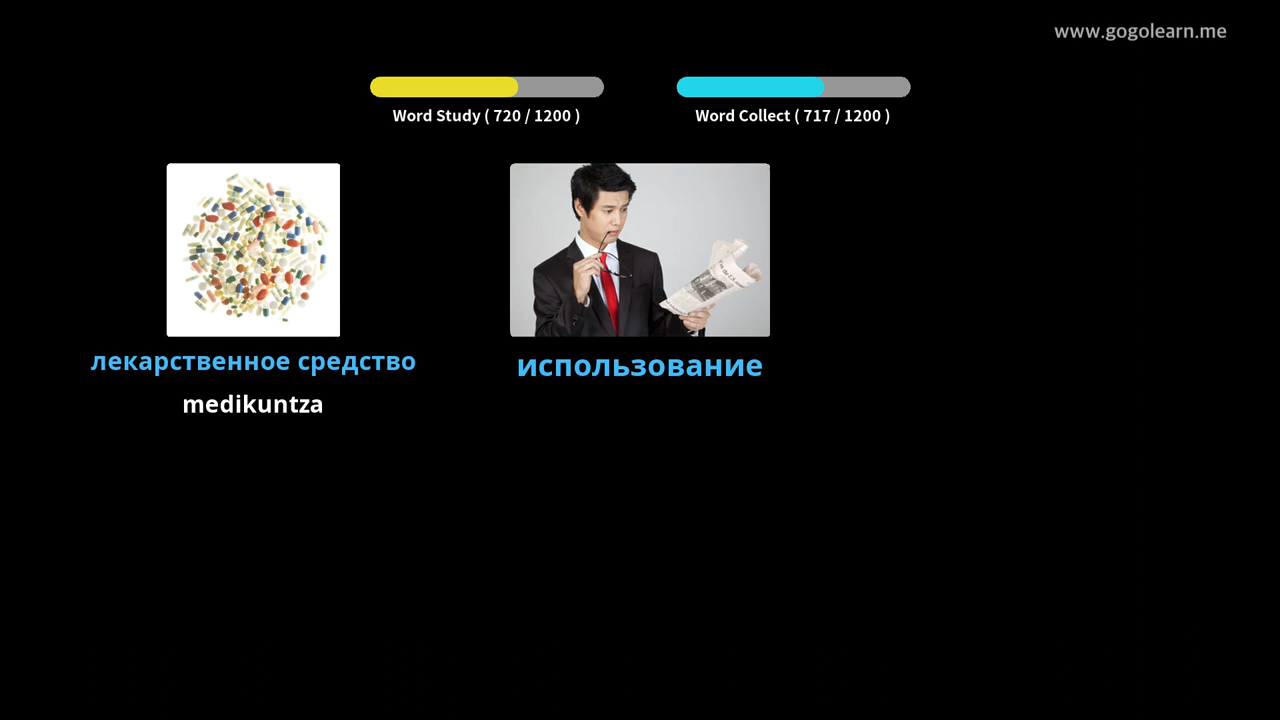 www.gogolearn.me
Word Study ( 720 / 1200 )
Word Collect ( 717 / 1200 )
лекарственное средство
medikuntza
использование